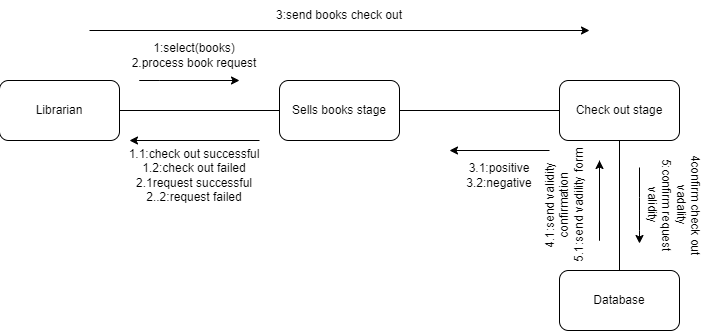 3:send books check out
1:select(books)
2.process book request
Librarian
Sells books stage
Check out stage
1.1:check out successful
1.2:check out failed
2.1request successful
2..2:request failed
3.1:positive
3.2:negative
4.1:send validity
confirmation
5.1:send vadility form
4confirm check out
vadality
5:confirm request
validity
Database